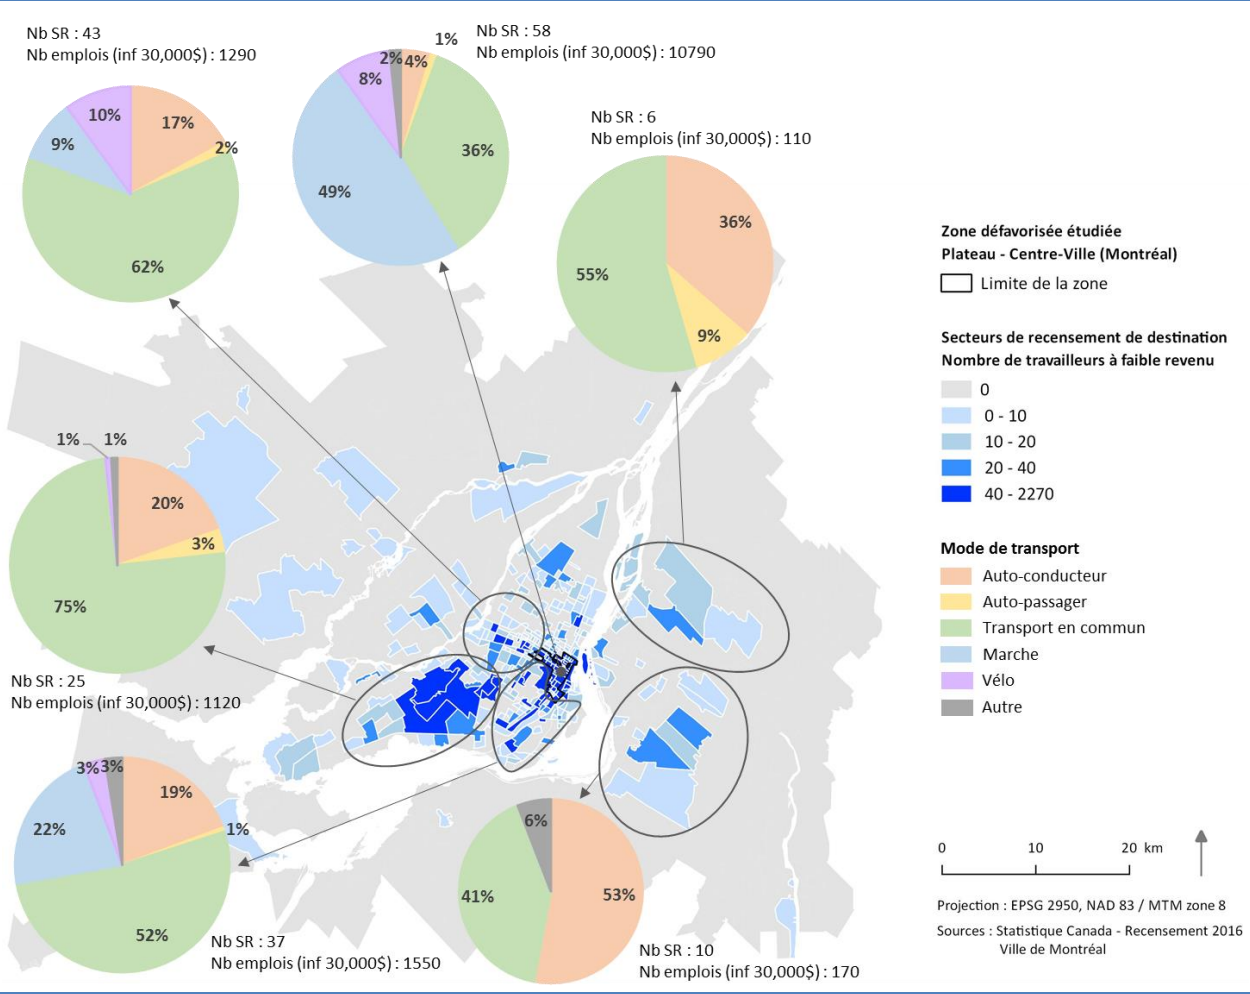 Nb SR : 43
Nb emplois (inf 30,000$) : 1290
10%
17%
9%
2%
62%
Nb SR : 58
Nb emplois (inf 30,000$) : 10790
1%
2%
4%
8%
36%
49%
Nb SR : 6
Nb emplois (inf 30,000$) : 110
36%
55%
9%
1%
1%
20%
3%
75%
Nb SR : 25
Nb emplois (inf 30,000$) : 1120
3%
3%
19%
22%
1%
52%
Nb SR : 37
Nb emplois (inf 30,000$) : 1550
6%
41%
53%
Nb SR : 10
Nb emplois (inf 30,000$) : 170
Zone défavorisée étudiée
Plateau - Centre-Ville (Montréal)
Limite de la zone
Secteurs de recensement de destination
Nombre de travailleurs à faible revenu
0
0 - 10
10 - 20
20 - 40
40 - 2270
Mode de transport
Auto-conducteur
Auto-passager
Transport en commun
Marche
Vélo
Autre
0 10 20 km
Projection : EPSG 2950, NAD 83 / MTM zone 8
Sources : Statistique Canada - Recensement 2016
Ville de Montréal